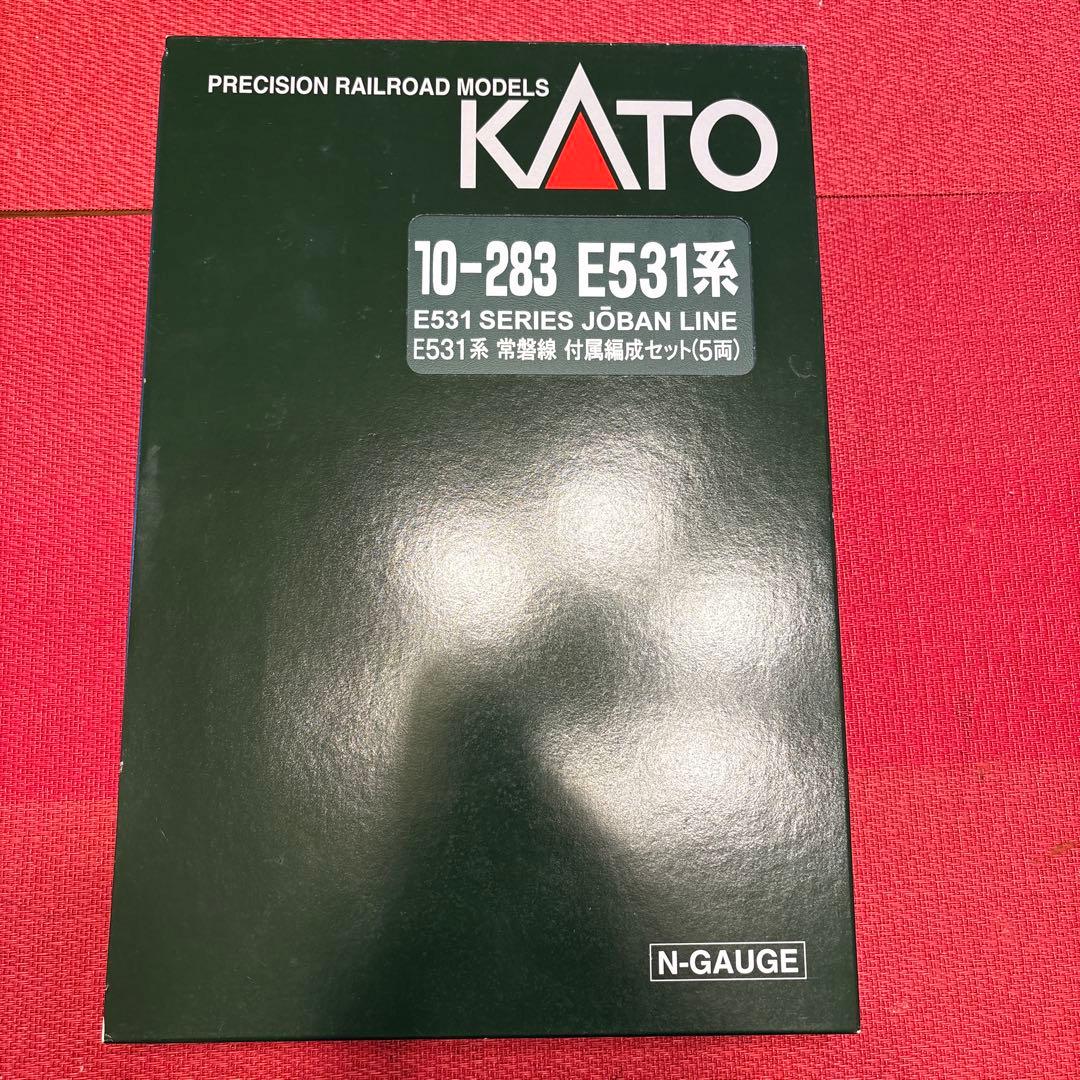 PRECISION RAILROAD MODELS
KATO
10-283 E531系
E531 SERIES JŌBAN LINE
E531系 常磐線 付属編成セット(5両)
N-GAUGE